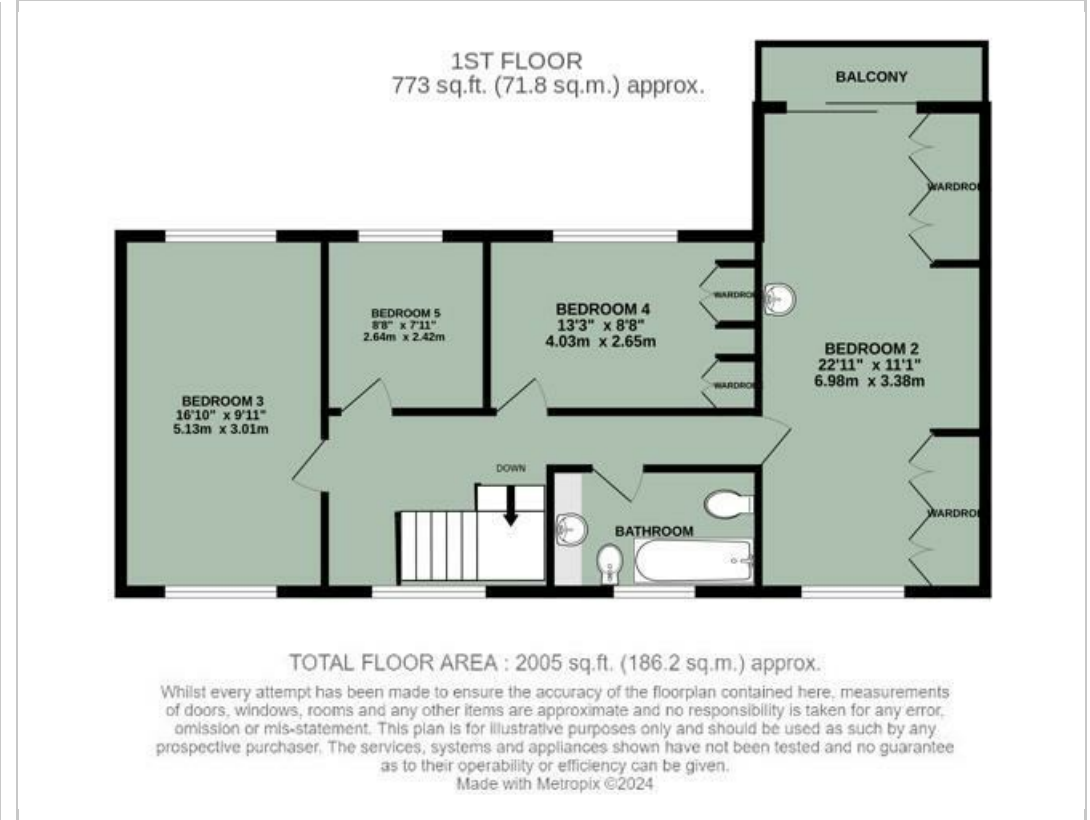 1ST FLOOR
773 sq.ft. (71.8 sq.m.) approx.
BALCONY
WARDROB
BEDROOM 5
8'8" x 7'11"
2.64m x 2.42m
BEDROOM 4
13'3" x 8'8"
4.03m x 2.65m
WARDROB
WARDROB
BEDROOM 2
22'11" x 11'1"
6.98m x 3.38m
BEDROOM 3
16'10" x 9'11"
5.13m x 3.01m
DOWN
BATHROOM
WARDROB
TOTAL FLOOR AREA : 2005 sq.ft. (186.2 sq.m.) approx.
Whilst every attempt has been made to ensure the accuracy of the floorplan contained here, measurements
of doors, windows, rooms and any other items are approximate and no responsibility is taken for any error,
omission or mis-statement. This plan is for illustrative purposes only and should be used as such by any
prospective purchaser. The services, systems and appliances shown have not been tested and no guarantee
as to their operability or efficiency can be given.
Made with Metropix ©2024